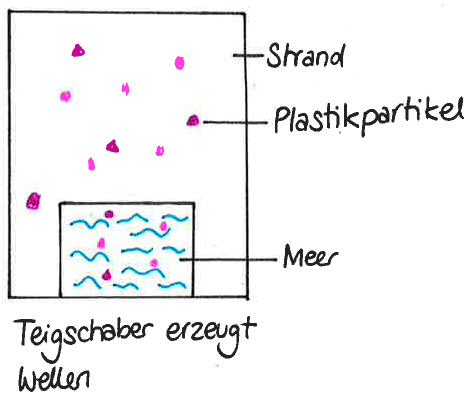 Strand
Plastikpartikel
Meer
Teigschaber erzeugt
Wellen